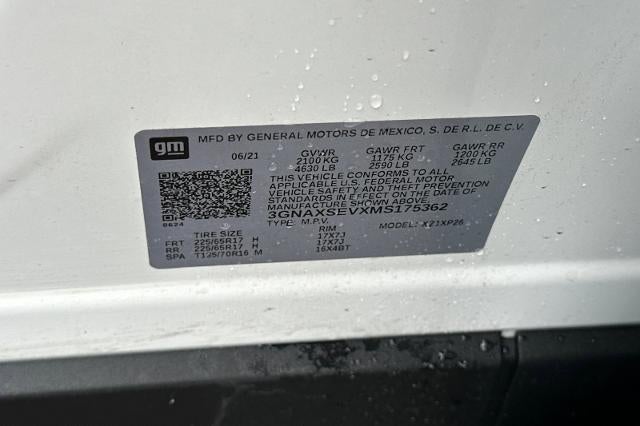 gm
MFD BY GENERAL MOTORS DE MEXICO, S. DE R.L. DE C.V.
06/21 GVWR GAWR FRT GAWR RR
2100 KG 1175 KG 1200 KG
4630 LB 2590 LB 2645 LB
THIS VEHICLE CONFORMS TO ALL
APPLICABLE U.S. FEDERAL MOTOR
VEHICLE SAFETY AND THEFT PREVENTION
STANDARDS IN EFFECT ON THE DATE OF
MANUFACTURE SHOWN ABOVE.
3GNAXSEVXMS175362
0624
TYPE: M.P.V. MODEL: X21XP26
TIRE SIZE RIM
FRT 225/65R17 H 17X7J
RR 225/65R17 H 17X7J
SPA T135/70R16 M 16X4BT